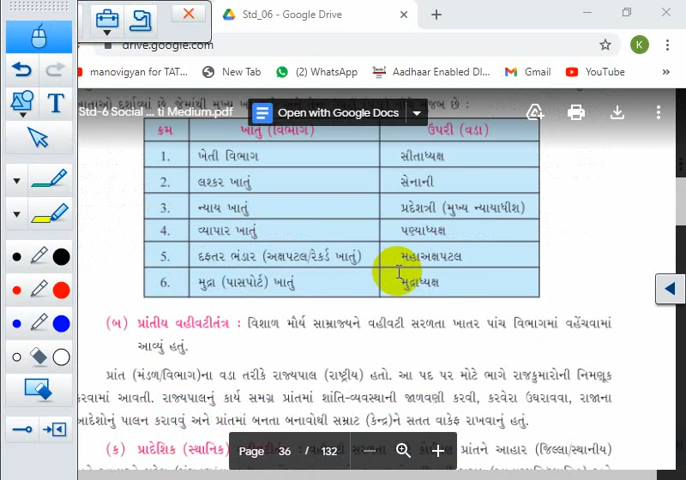 Std_06 - Google Drive
drive.google.com
K
manovigyan for TAT...
New Tab
(2) WhatsApp
Aadhaar Enabled DI...
Gmail
YouTube
Std-6 Social ... ti Medium.pdf
Open with Google Docs
ક્રમ ખાતું (વિભાગ) ઉપરી (વડા)
1. ખેતી વિભાગ સીતાધ્યક્ષ
2. લશ્કર ખાતું સેનાની
3. ન્યાય ખાતું પ્રદેશત્રી (મુખ્ય ન્યાયાધીશ)
4. વ્યાપાર ખાતું પણ્યાધ્યક્ષ
5. દફતર ભંડાર (અક્ષપટલ/રેકર્ડ ખાતું) મહાઅક્ષપટલ
6. મુદ્રા (પાસપોર્ટ) ખાતું મુદ્રાધ્યક્ષ
(બ) પ્રાંતીય વહીવટીતંત્ર : વિશાળ મૌર્ય સામ્રાજ્યને વહીવટી સરળતા ખાતર પાંચ વિભાગમાં વહેંચવામાં
આવ્યું હતું.
પ્રાંત (મંડળ/વિભાગ)ના વડા તરીકે રાજ્યપાલ (રાષ્ટ્રીય) હતો. આ પદ પર મોટે ભાગે રાજકુમારોની નિમણૂક
કરવામાં આવતી. રાજ્યપાલનું કાર્ય સમગ્ર પ્રાંતમાં શાંતિ-વ્યવસ્થાની જાળવણી કરવી, કરવેરા ઉઘરાવવા, રાજાના
આદેશોનું પાલન કરાવવું અને પ્રાંતમાં બનતા બનાવોથી સમ્રાટ (કેન્દ્ર)ને સતત વાકેફ રાખવાનું હતું.
(ક) પ્રાદેશિક (સ્થાનિક) પ્રાંતને આહાર (જિલ્લા/સ્થાનીય)
Page 36 / 132
T